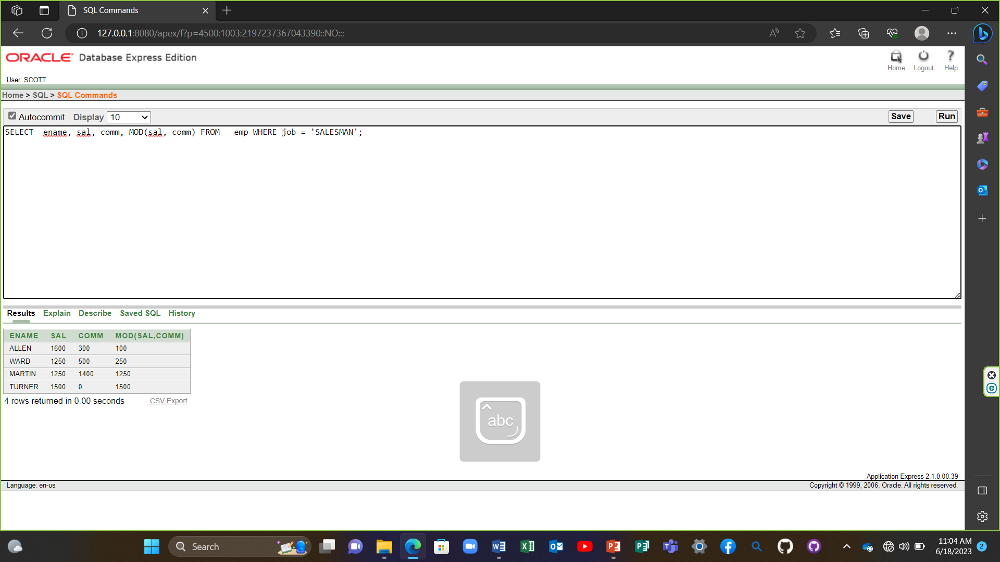 SQL Commands
127.0.0.1:8080/apex/f?p=4500:1003:2197237367043390::NO:::
ORACLE Database Express Edition
Home Logout Help
User: SCOTT
Home > SQL > SQL Commands
Autocommit Display 10 Save Run
SELECT  ename, sal, comm, MOD(sal, comm) FROM   emp WHERE job = 'SALESMAN';
Results Explain Describe Saved SQL History
ENAME SAL COMM MOD(SAL,COMM)
ALLEN 1600 300 100
WARD 1250 500 250
MARTIN 1250 1400 1250
TURNER 1500 0 1500
4 rows returned in 0.00 seconds CSV Export
abc
Application Express 2.1.0.00.39
Language: en-us Copyright © 1999, 2006, Oracle. All rights reserved.
Search
11:04 AM
6/18/2023 2